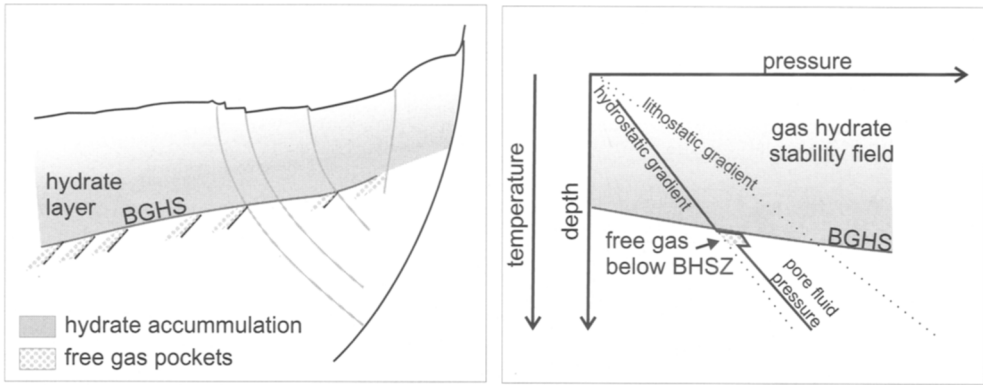 hydrate
layer
BGHS
hydrate accummulation
free gas pockets
pressure
temperature
depth
hydrostatic gradient
lithostatic gradient
gas hydrate
stability field
BGHS
free gas
below BHSZ
pore fluid
pressure